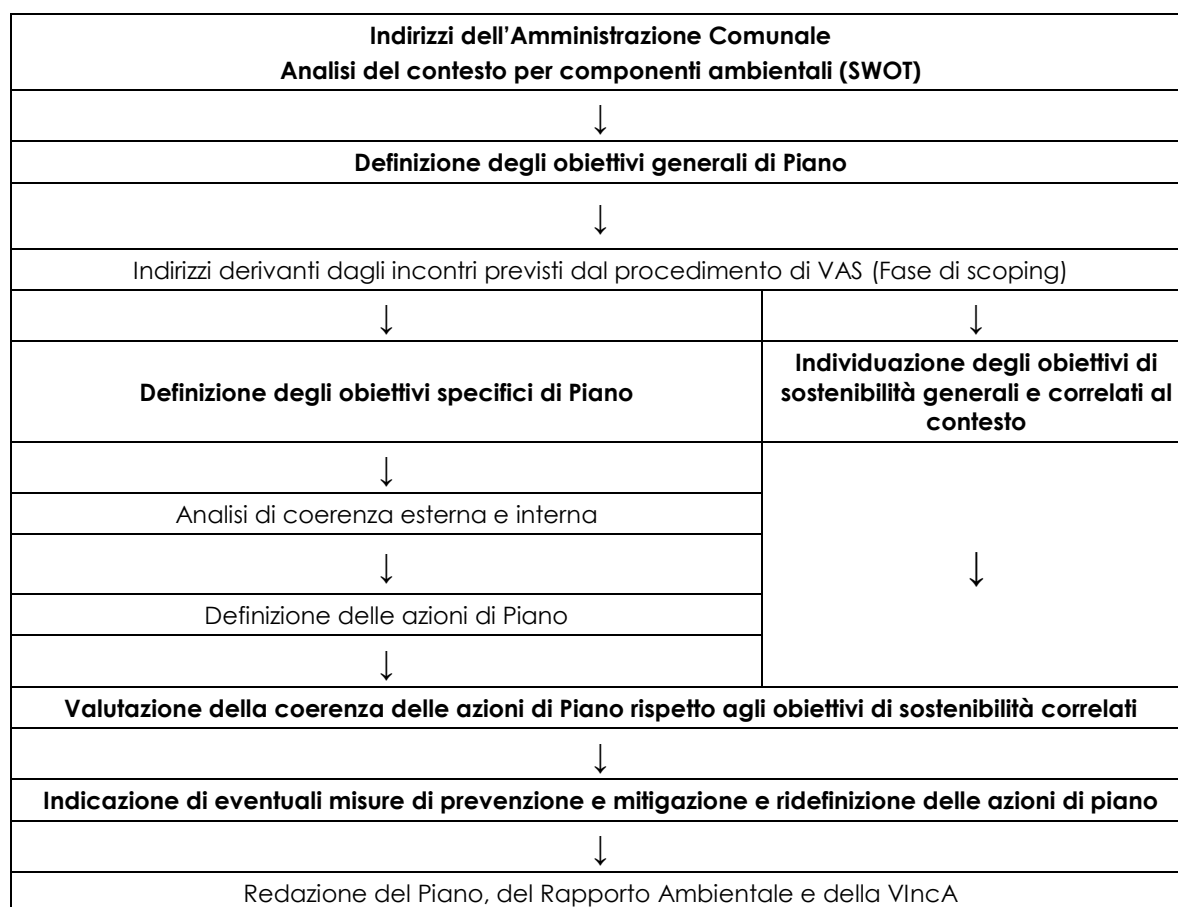 Indirizzi dell’Amministrazione Comunale
Analisi del contesto per componenti ambientali (SWOT)
↓
Definizione degli obiettivi generali di Piano
↓
Indirizzi derivanti dagli incontri previsti dal procedimento di VAS (Fase di scoping)
↓
↓
Definizione degli obiettivi specifici di Piano
Individuazione degli obiettivi di
sostenibilità generali e correlati al
contesto
↓
Analisi di coerenza esterna e interna
↓
↓
Definizione delle azioni di Piano
↓
Valutazione della coerenza delle azioni di Piano rispetto agli obiettivi di sostenibilità correlati
↓
Indicazione di eventuali misure di prevenzione e mitigazione e ridefinizione delle azioni di piano
↓
Redazione del Piano, del Rapporto Ambientale e della VIncA